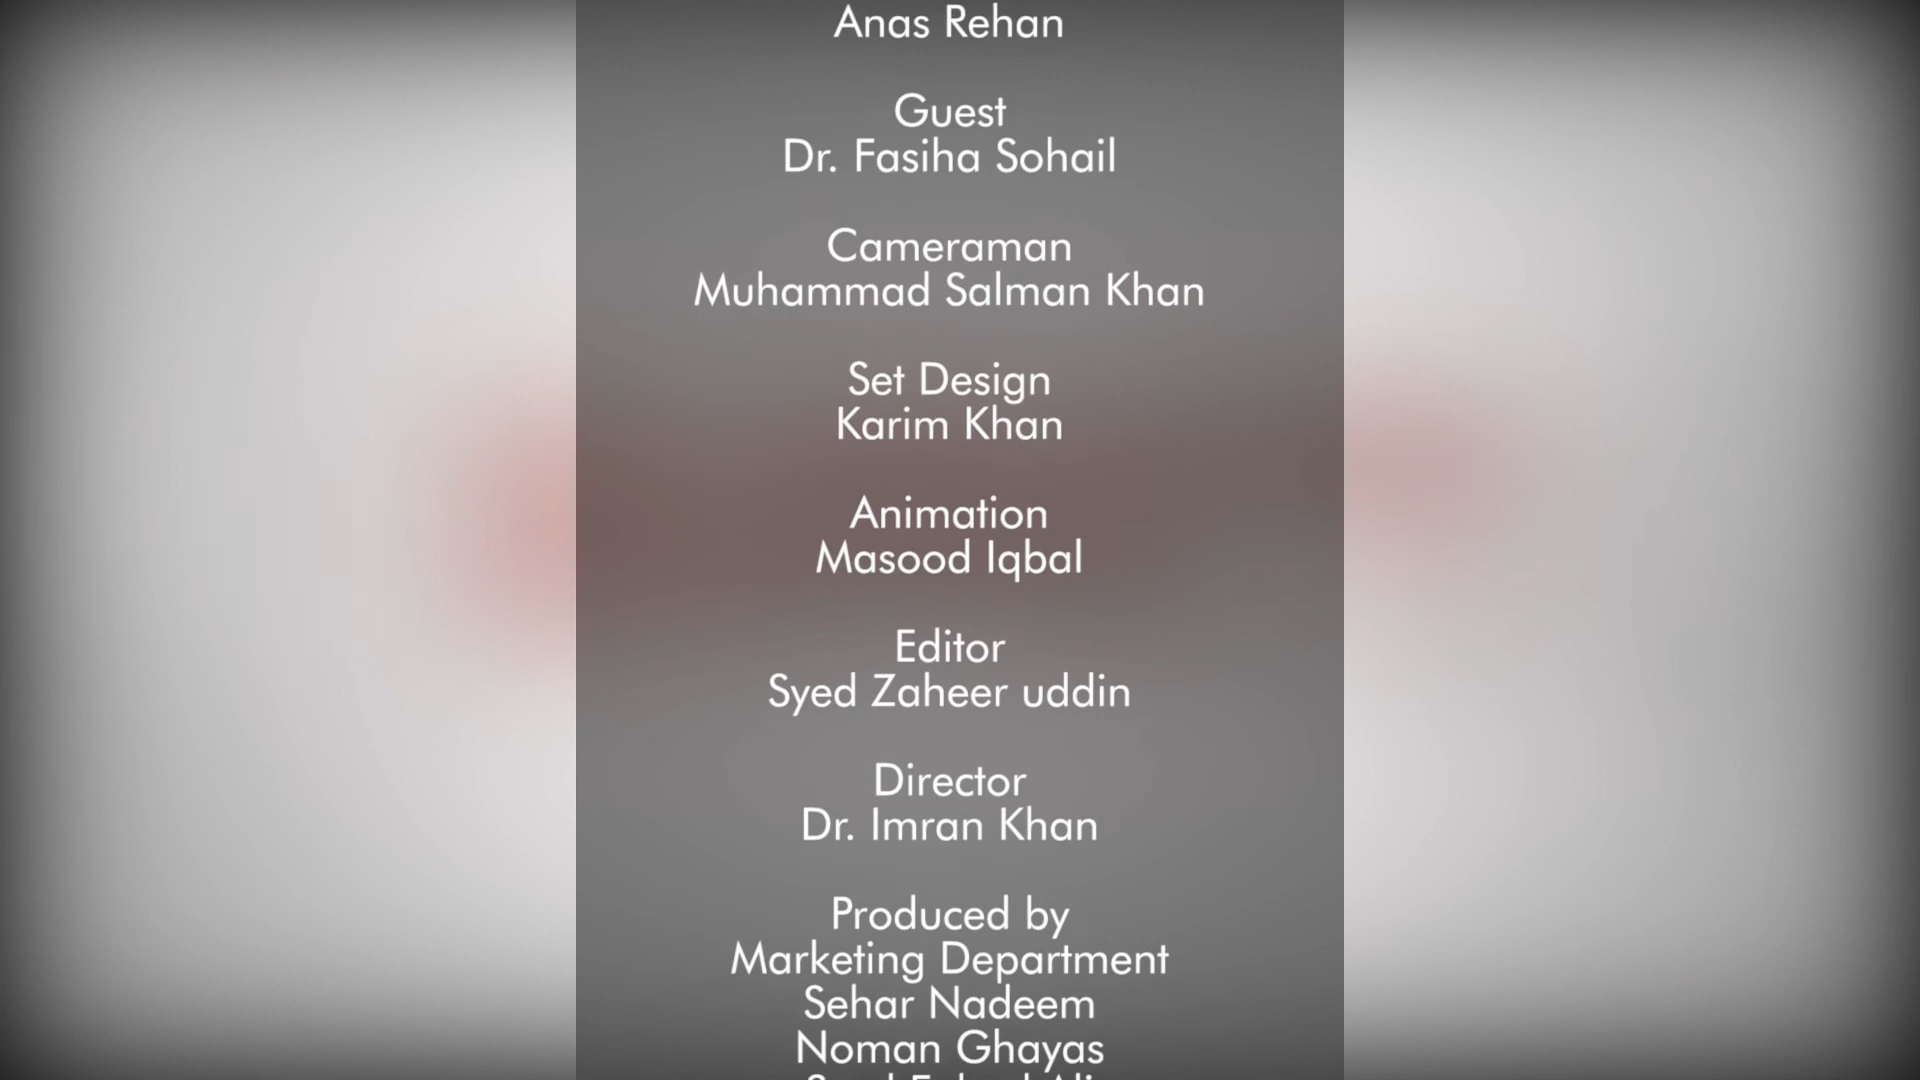 Anas Rehan
Guest
Dr. Fasiha Sohail
Cameraman
Muhammad Salman Khan
Set Design
Karim Khan
Animation
Masood Iqbal
Editor
Syed Zaheer uddin
Director
Dr. Imran Khan
Produced by
Marketing Department
Sehar Nadeem
Noman Ghayas